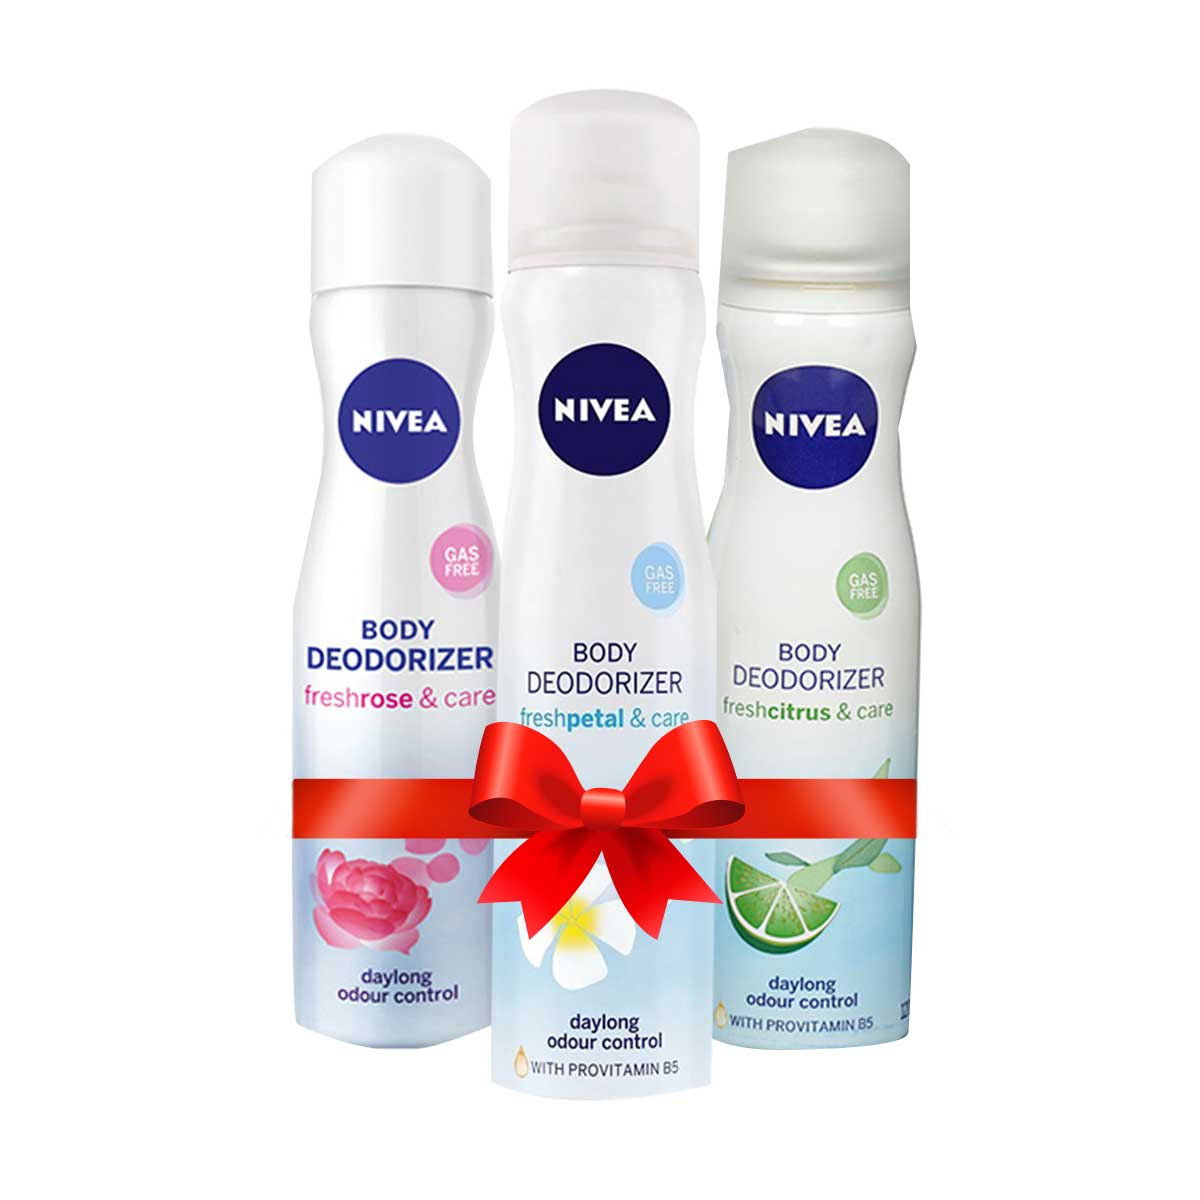 NIVEA
GAS
FREE
BODY
DEODORIZER
freshrose & care
daylong
odour control
NIVEA
GAS
FREE
BODY
DEODORIZER
freshpetal & care
daylong
odour control
WITH PROVITAMIN B5
NIVEA
GAS
FREE
BODY
DEODORIZER
freshcitrus & care
daylong
odour control
WITH PROVITAMIN B5